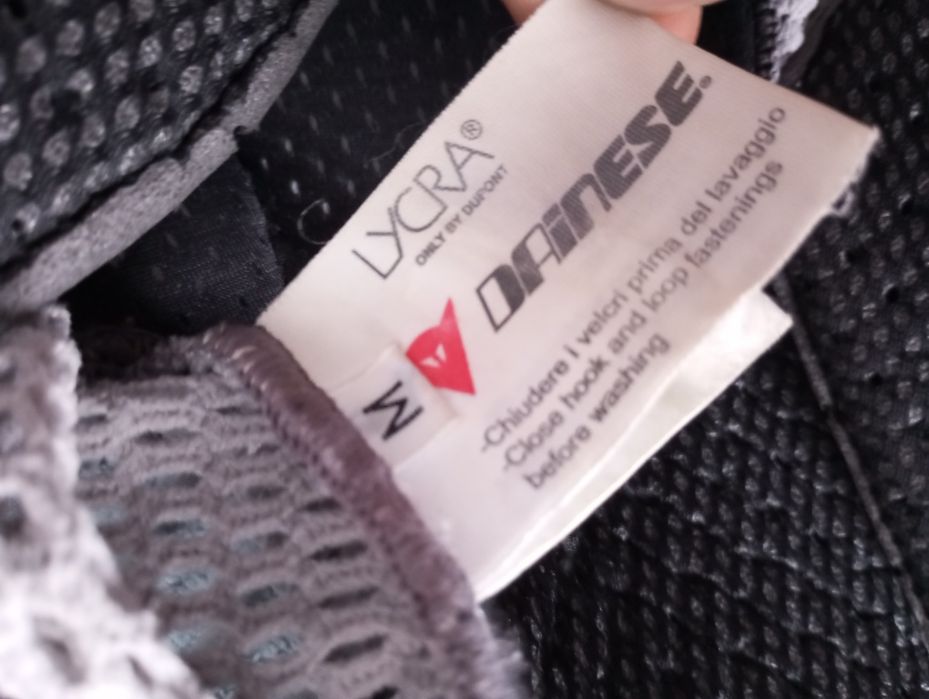 LYCRA®
ONLY BY DUPONT
DAiNESE®
M
-Chiudere i velcri prima del lavaggio
-Close hook and loop fastenings
before washing